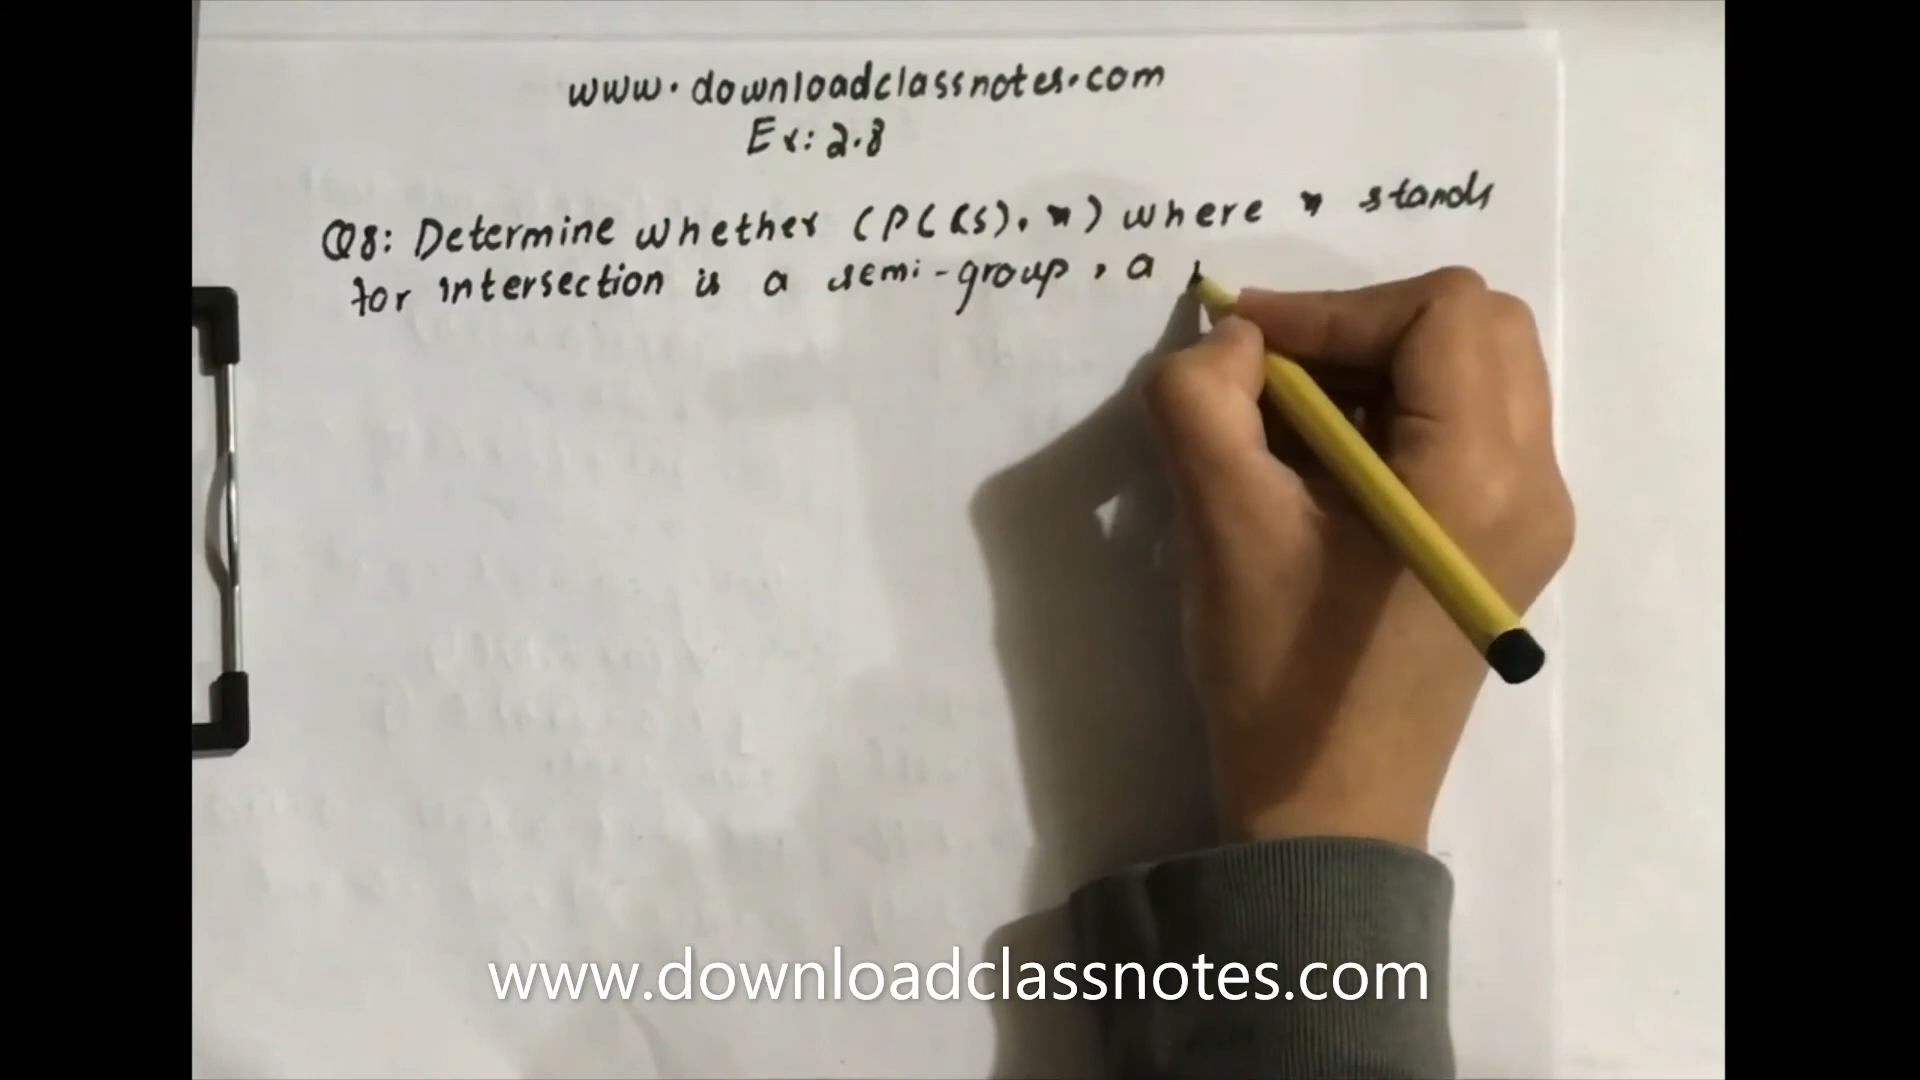 www.downloadclassnotes.com
Ex: 2.8
Q8: Determine whether (P(S), *) where * stands
for intersection is a semi-group, a
www.downloadclassnotes.com